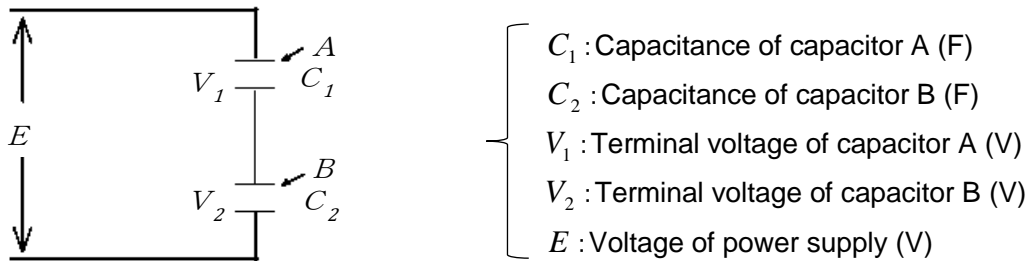 E
V₁
A
C₁
V₂
B
C₂
C₁ : Capacitance of capacitor A (F)
C₂ : Capacitance of capacitor B (F)
V₁ : Terminal voltage of capacitor A (V)
V₂ : Terminal voltage of capacitor B (V)
E : Voltage of power supply (V)